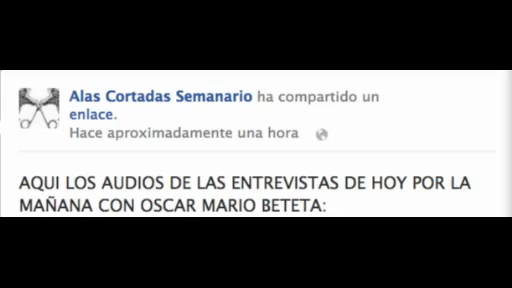 Alas Cortadas Semanario ha compartido un
enlace.
Hace aproximadamente una hora
AQUI LOS AUDIOS DE LAS ENTREVISTAS DE HOY POR LA
MAÑANA CON OSCAR MARIO BETETA: